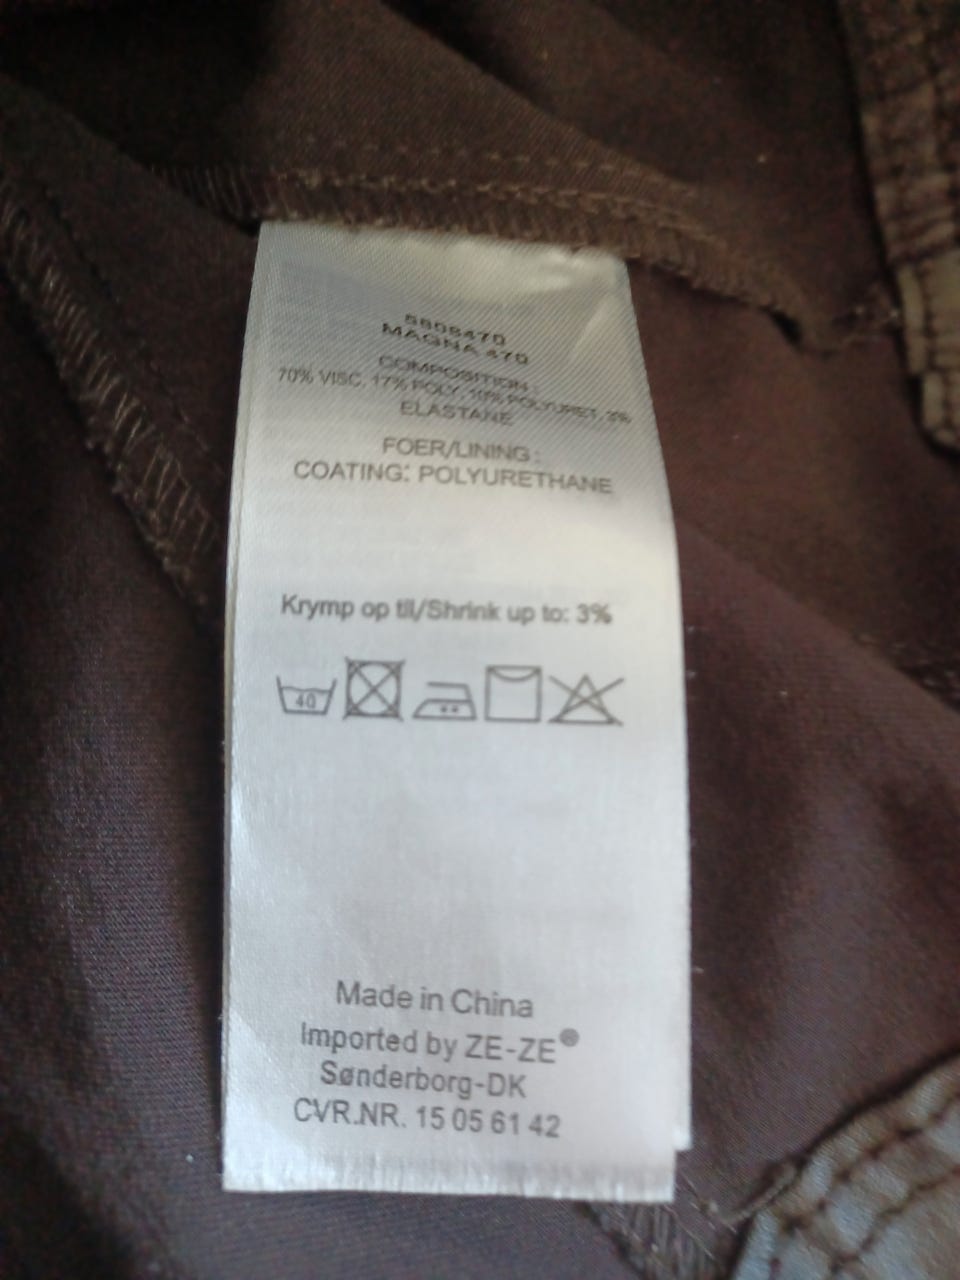 5808470
MAGNA 470
COMPOSITION :
70% VISC, 17% POLY, 10% POLYURET, 3%
ELASTANE
FOER/LINING :
COATING: POLYURETHANE
Krymp op til/Shrink up to: 3%
40
Made in China
Imported by ZE-ZE®
Sønderborg-DK
CVR.NR. 15 05 61 42